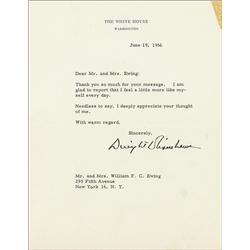 THE WHITE HOUSE
WASHINGTON
June 19, 1956
Dear Mr. and Mrs. Ewing:
Thank you so much for your message. I am
glad to report that I feel a little more like my-
self every day.
Needless to say, I deeply appreciate your thought
of me.
With warm regard,
Sincerely,
Dwight D Eisenhower
Mr. and Mrs. William F. C. Ewing
295 Fifth Avenue
New York 16, N. Y.